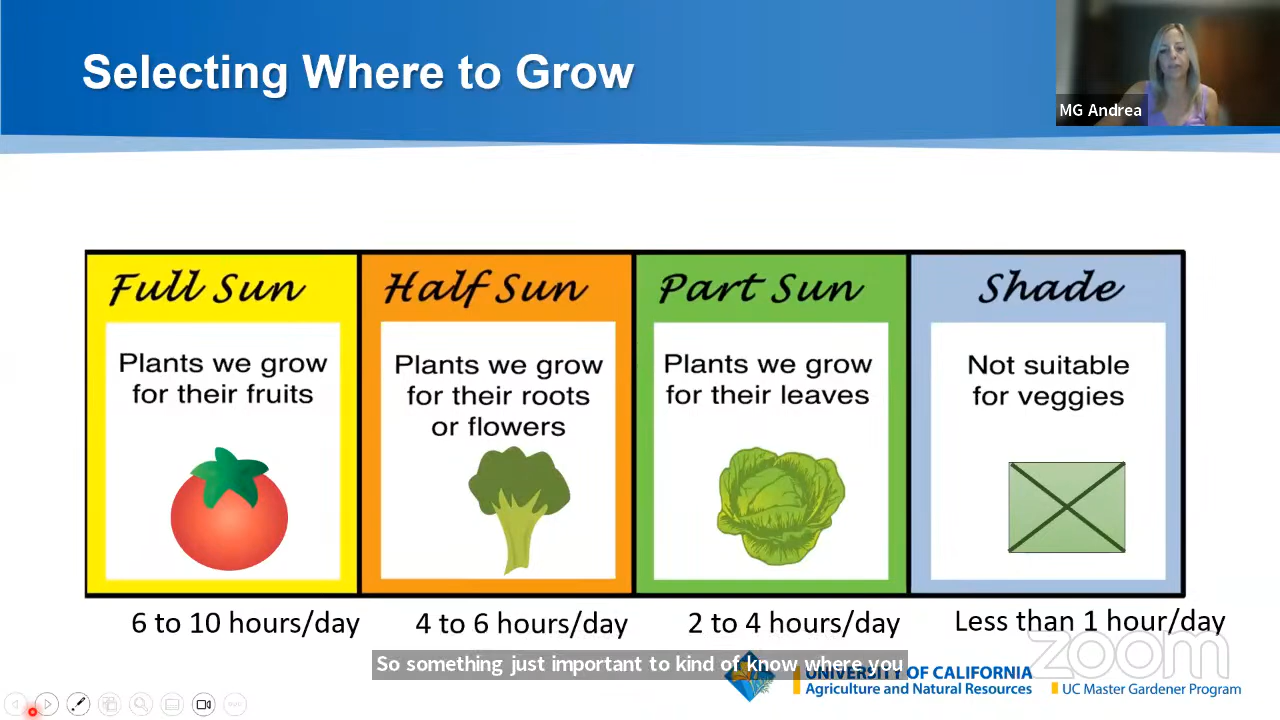 Selecting Where to Grow
MG Andrea
Full Sun
Half Sun
Part Sun
Shade
Plants we grow
for their fruits
Plants we grow
for their roots
or flowers
Plants we grow
for their leaves
Not suitable
for veggies
6 to 10 hours/day
4 to 6 hours/day
2 to 4 hours/day
Less than 1 hour/day
zoom
So something just important to kind of know where you
UNIVERSITY OF CALIFORNIA
Agriculture and Natural Resources
UC Master Gardener Program